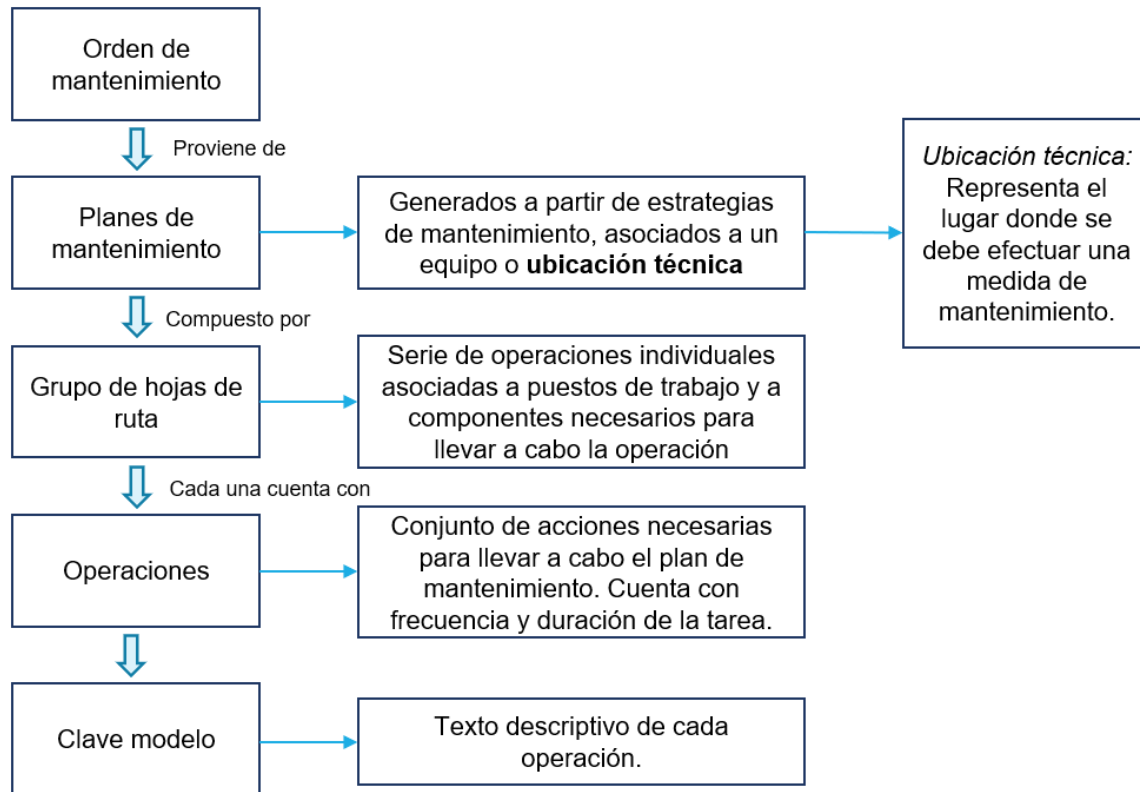 Orden de
mantenimiento
Proviene de
Planes de
mantenimiento
Generados a partir de estrategias
de mantenimiento, asociados a un
equipo o ubicación técnica
Ubicación técnica:
Representa el
lugar donde se
debe efectuar una
medida de
mantenimiento.
Compuesto por
Grupo de hojas de
ruta
Serie de operaciones individuales
asociadas a puestos de trabajo y a
componentes necesarios para
llevar a cabo la operación
Cada una cuenta con
Operaciones
Conjunto de acciones necesarias
para llevar a cabo el plan de
mantenimiento. Cuenta con
frecuencia y duración de la tarea.
Clave modelo
Texto descriptivo de cada
operación.